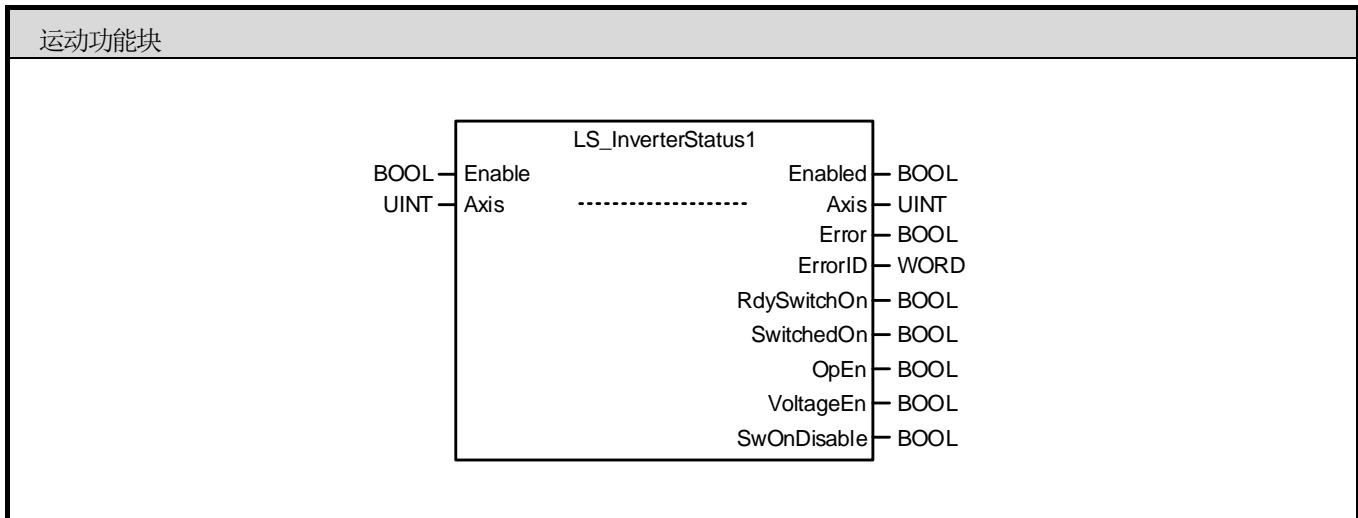 运动功能块
LS_InverterStatus1
BOOL Enable Enabled BOOL
UINT Axis Axis UINT
Error BOOL
ErrorID WORD
RdySwitchOn BOOL
SwitchedOn BOOL
OpEn BOOL
VoltageEn BOOL
SwOnDisable BOOL